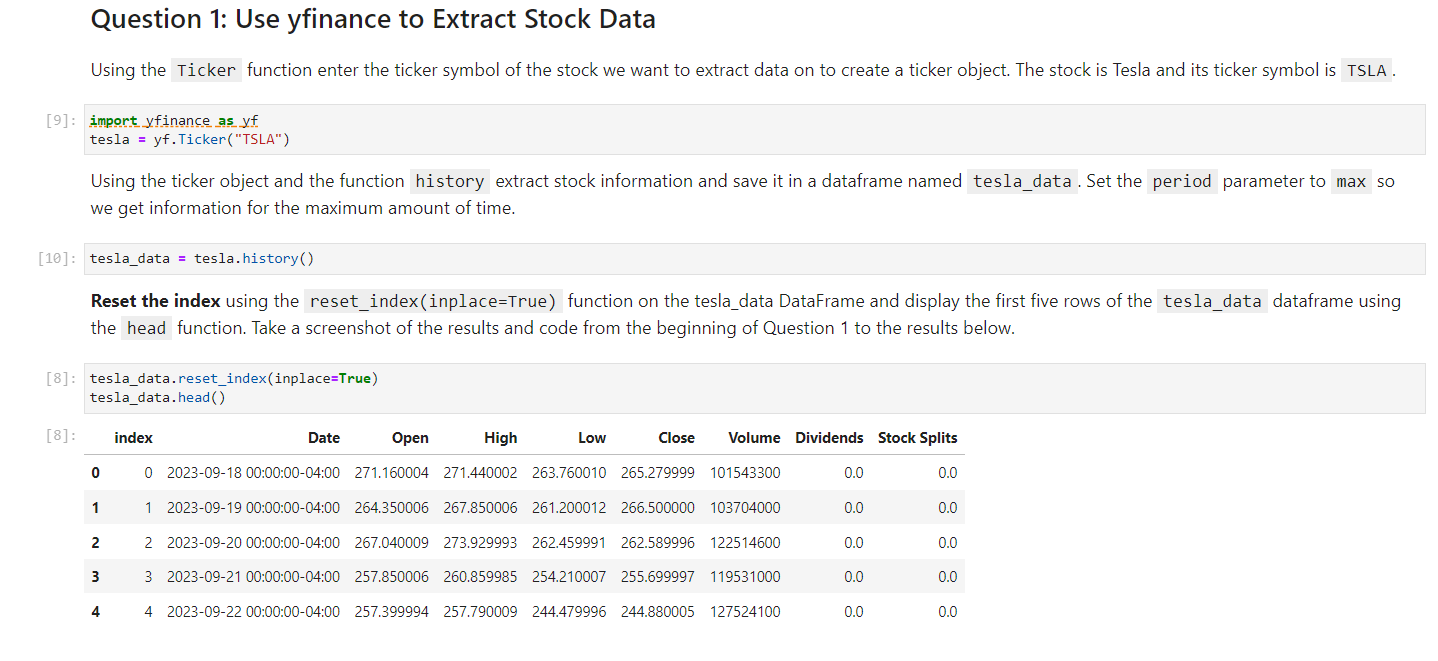 Question 1: Use yfinance to Extract Stock Data
Using the Ticker function enter the ticker symbol of the stock we want to extract data on to create a ticker object. The stock is Tesla and its ticker symbol is TSLA.
[9]: import yfinance as yf
tesla = yf.Ticker("TSLA")
Using the ticker object and the function history extract stock information and save it in a dataframe named tesla_data. Set the period parameter to max so
we get information for the maximum amount of time.
[10]: tesla_data = tesla.history()
Reset the index using the reset_index(inplace=True) function on the tesla_data DataFrame and display the first five rows of the tesla_data dataframe using
the head function. Take a screenshot of the results and code from the beginning of Question 1 to the results below.
[8]: tesla_data.reset_index(inplace=True)
tesla_data.head()
[8]: index Date Open High Low Close Volume Dividends Stock Splits
0 0 2023-09-18 00:00:00-04:00 271.160004 271.440002 263.760010 265.279999 101543300 0.0 0.0
1 1 2023-09-19 00:00:00-04:00 264.350006 267.850006 261.200012 266.500000 103704000 0.0 0.0
2 2 2023-09-20 00:00:00-04:00 267.040009 273.929993 262.459991 262.589996 122514600 0.0 0.0
3 3 2023-09-21 00:00:00-04:00 257.850006 260.859985 254.210007 255.699997 119531000 0.0 0.0
4 4 2023-09-22 00:00:00-04:00 257.399994 257.790009 244.479996 244.880005 127524100 0.0 0.0